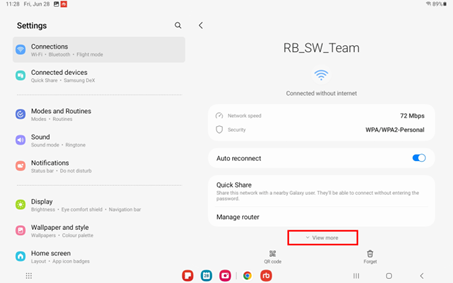 11:28 Fri, Jun 28
89%
Settings
Connections
Wi-Fi • Bluetooth • Flight mode
Connected devices
Quick Share • Samsung DeX
Modes and Routines
Modes • Routines
Sound
Sound mode • Ringtone
Notifications
Status bar • Do not disturb
Display
Brightness • Eye comfort shield • Navigation bar
Wallpaper and style
Wallpapers • Colour palette
Home screen
Layout • App icon badges
RB_SW_Team
Connected without internet
Network speed 72 Mbps
Security WPA/WPA2-Personal
Auto reconnect
Quick Share
Share this network with a nearby Galaxy user. They'll be able to connect without entering the
password.
Manage router
View more
QR code Forget